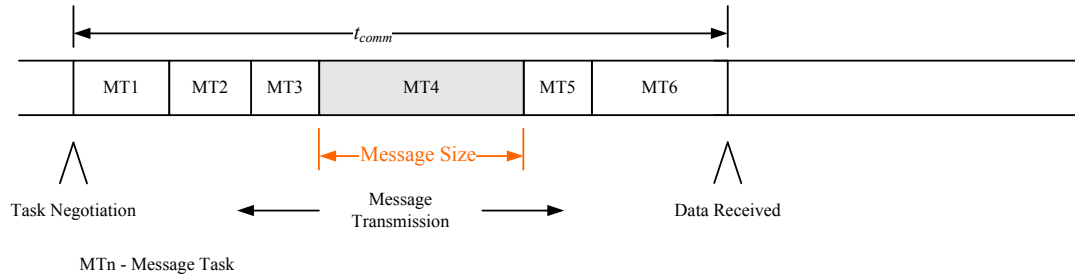 t_comm
MT1 MT2 MT3 MT4 MT5 MT6
Message Size
Task Negotiation
Message
Transmission
Data Received
MTn - Message Task